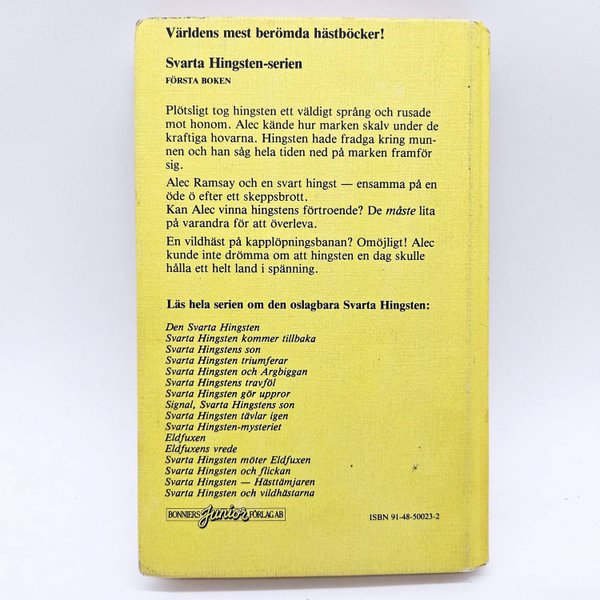 Världens mest berömda hästböcker!
Svarta Hingsten-serien
FÖRSTA BOKEN
Plötsligt tog hingsten ett väldigt språng och rusade
mot honom. Alec kände hur marken skalv under de
kraftiga hovarna. Hingsten hade fradga kring mun-
nen och han såg hela tiden ned på marken framför
sig.
Alec Ramsay och en svart hingst — ensamma på en
öde ö efter ett skeppsbrott.
Kan Alec vinna hingstens förtroende? De måste lita
på varandra för att överleva.
En vildhäst på kapplöpningsbanan? Omöjligt! Alec
kunde inte drömma om att hingsten en dag skulle
hålla ett helt land i spänning.
Läs hela serien om den oslagbara Svarta Hingsten:
Den Svarta Hingsten
Svarta Hingsten kommer tillbaka
Svarta Hingstens son
Svarta Hingsten triumferar
Svarta Hingsten och Argbiggan
Svarta Hingstens travföl
Svarta Hingsten gör uppror
Signal, Svarta Hingstens son
Svarta Hingsten tävlar igen
Svarta Hingsten-mysteriet
Eldfuxen
Eldfuxens vrede
Svarta Hingsten möter Eldfuxen
Svarta Hingsten och flickan
Svarta Hingsten — Hästtämjaren
Svarta Hingsten och vildhästarna
BONNIERS Junior FÖRLAG AB
ISBN 91-48-50023-2